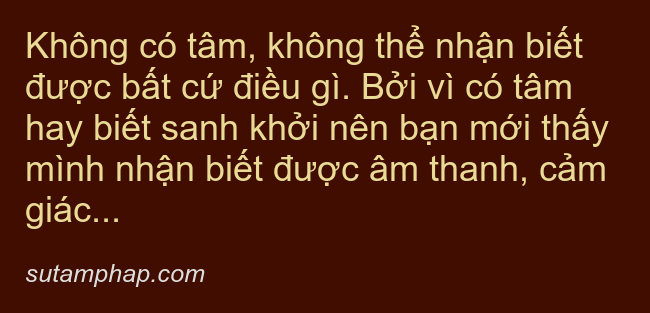 Không có tâm, không thể nhận biết
được bất cứ điều gì. Bởi vì có tâm
hay biết sanh khởi nên bạn mới thấy
mình nhận biết được âm thanh, cảm
giác...
sutamphap.com